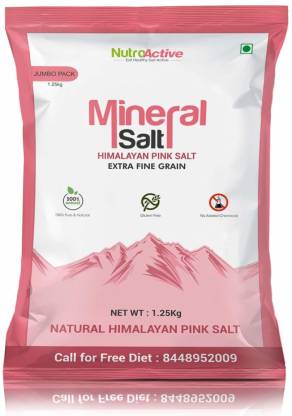 NutroActive
Eat Healthy Get Active
JUMBO PACK
1.25kg
Mineral
Salt
HIMALAYAN PINK SALT
EXTRA FINE GRAIN
100%
100% Pure & Natural
Gluten Free
No Added Chemicals
NET WT : 1.25Kg
NATURAL HIMALAYAN PINK SALT
Call for Free Diet : 8448952009